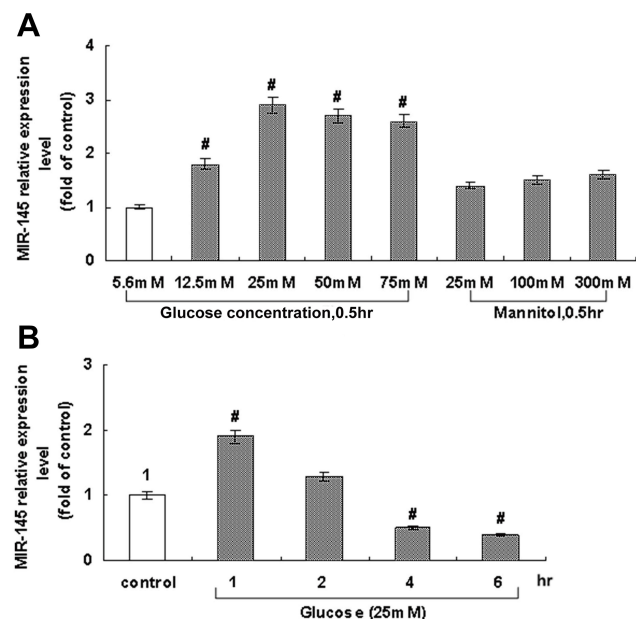 A
MIR-145 relative expression
level
(fold of control)
4
3
2
1
0
#
#
#
#
5.6m M 12.5m M 25m M 50m M 75m M 25m M 100m M 300m M
Glucose concentration,0.5hr
Mannitol,0.5hr
B
MIR-145 relative expression
level
(fold of control)
3
2
1
0
1
#
#
#
control 1 2 4 6 hr
Glucose (25m M)